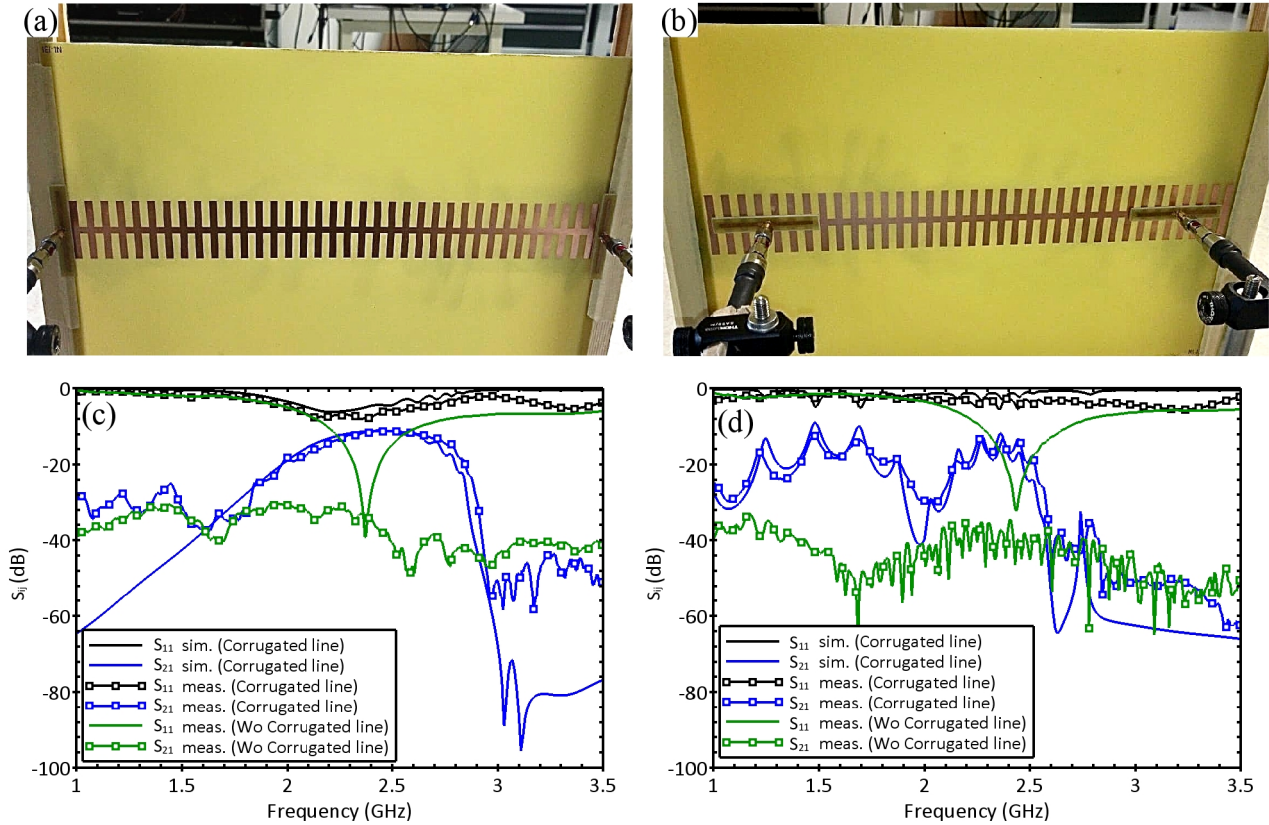 (a)
(b)
(c)
0
-20
-40
-60
-80
-100
S₁₁ sim. (Corrugated line)
S₂₁ sim. (Corrugated line)
S₁₁ meas. (Corrugated line)
S₂₁ meas. (Corrugated line)
S₁₁ meas. (Wo Corrugated line)
S₂₁ meas. (Wo Corrugated line)
1
1.5
2
2.5
3
3.5
Frequency (GHz)
Sᵢⱼ (dB)
(d)
0
-20
-40
-60
-80
-100
S₁₁ sim. (Corrugated line)
S₂₁ sim. (Corrugated line)
S₁₁ meas. (Corrugated line)
S₂₁ meas. (Corrugated line)
S₁₁ meas. (Wo Corrugated line)
S₂₁ meas. (Wo Corrugated line)
1
1.5
2
2.5
3
3.5
Frequency (GHz)
Sᵢⱼ (dB)